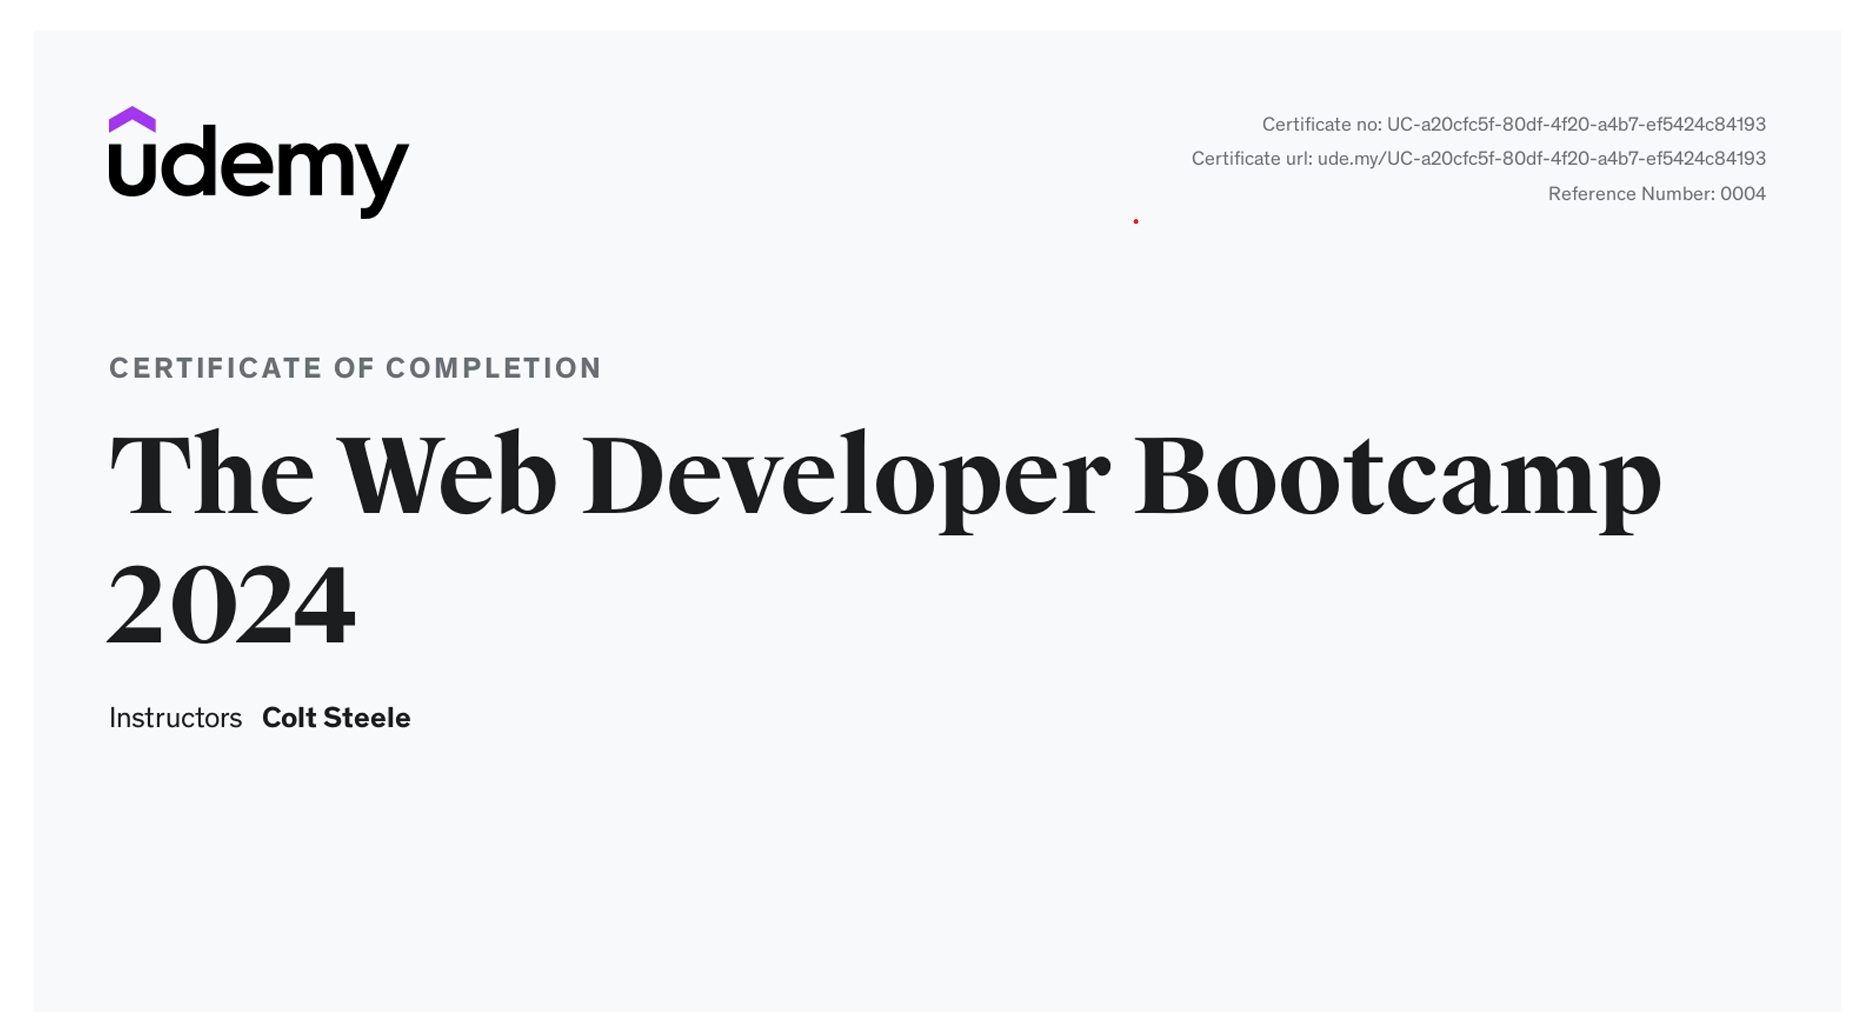 udemy
Certificate no: UC-a20cfc5f-80df-4f20-a4b7-ef5424c84193
Certificate url: ude.my/UC-a20cfc5f-80df-4f20-a4b7-ef5424c84193
Reference Number: 0004
CERTIFICATE OF COMPLETION
The Web Developer Bootcamp
2024
Instructors Colt Steele